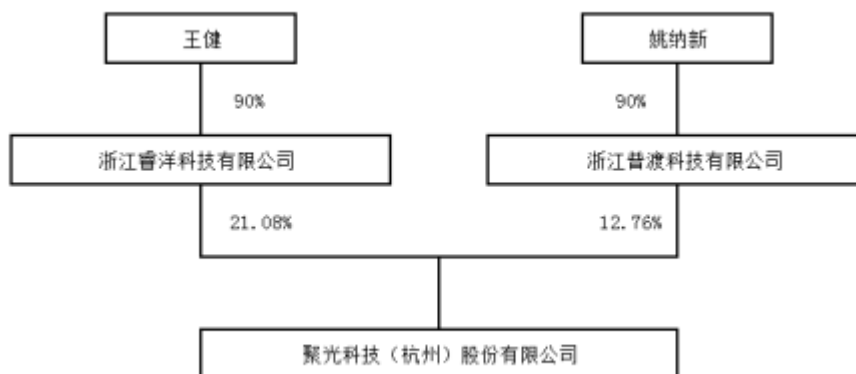 王健
姚纳新
90%
90%
浙江睿洋科技有限公司
浙江普渡科技有限公司
21.08%
12.76%
聚光科技（杭州）股份有限公司